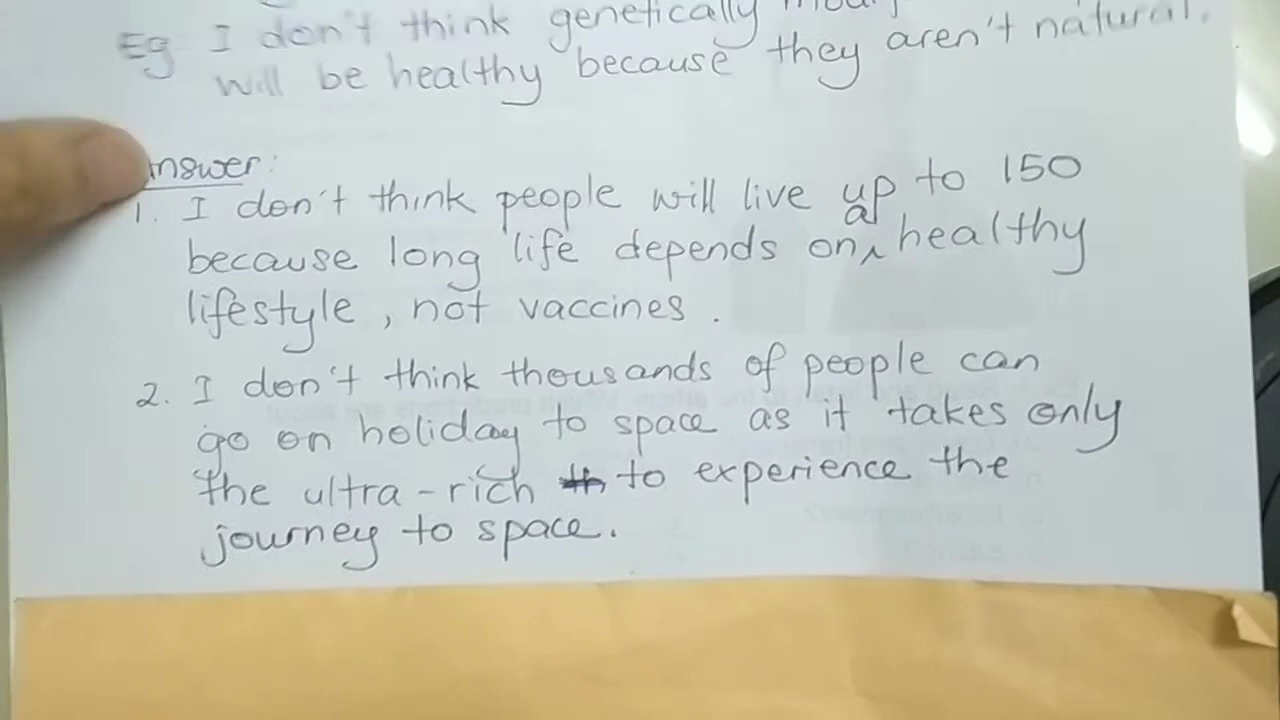 Eg I don't think genetically
will be healthy because they aren't natural.
nswer:
1. I don't think people will live up to 150
because long life depends on a healthy
lifestyle, not vaccines.
2. I don't think thousands of people can
go on holiday to space as it takes only
the ultra-rich to experience the
journey to space.